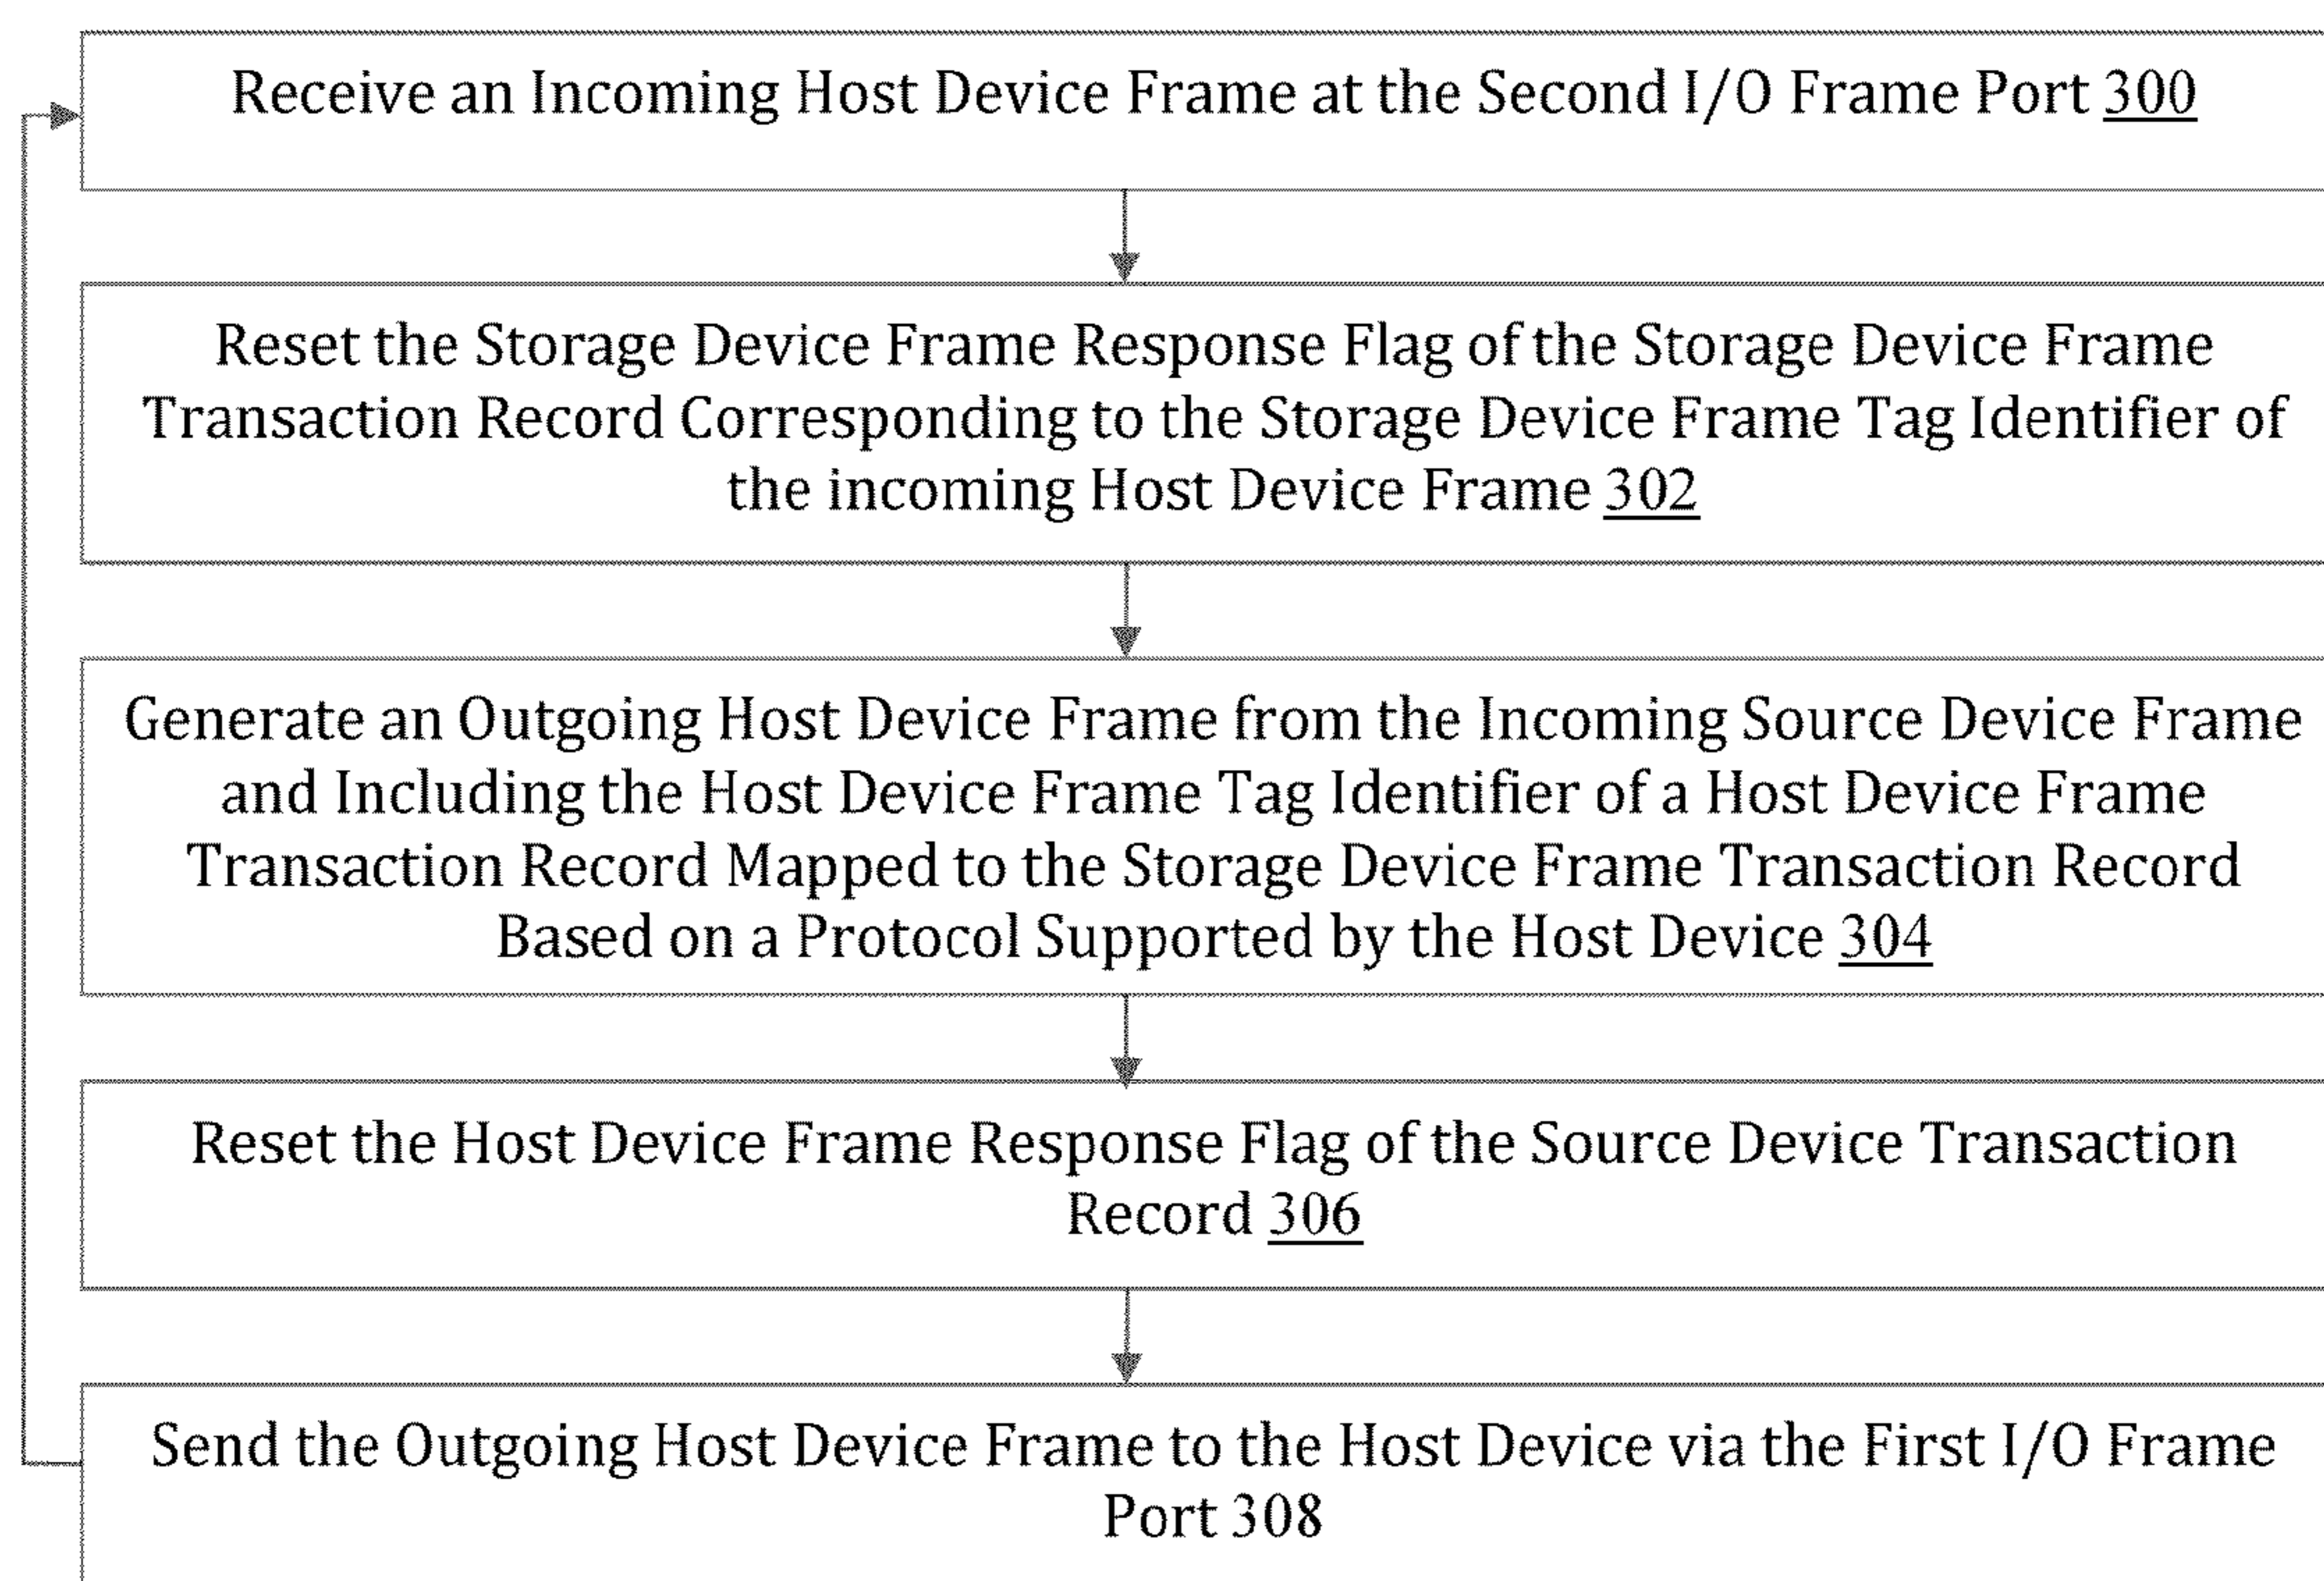 Receive an Incoming Host Device Frame at the Second I/O Frame Port 300
Reset the Storage Device Frame Response Flag of the Storage Device Frame
Transaction Record Corresponding to the Storage Device Frame Tag Identifier of
the incoming Host Device Frame 302
Generate an Outgoing Host Device Frame from the Incoming Source Device Frame
and Including the Host Device Frame Tag Identifier of a Host Device Frame
Transaction Record Mapped to the Storage Device Frame Transaction Record
Based on a Protocol Supported by the Host Device 304
Reset the Host Device Frame Response Flag of the Source Device Transaction
Record 306
Send the Outgoing Host Device Frame to the Host Device via the First I/O Frame
Port 308